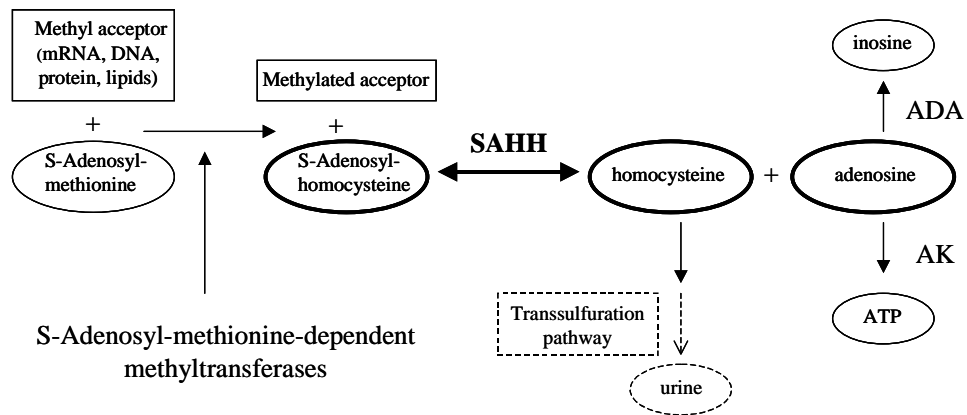 Methyl acceptor
(mRNA, DNA,
protein, lipids)
+
S-Adenosyl-
methionine
Methylated acceptor
+
S-Adenosyl-
homocysteine
SAHH
homocysteine
+
adenosine
inosine
ADA
AK
ATP
Transsulfuration
pathway
urine
S-Adenosyl-methionine-dependent
methyltransferases